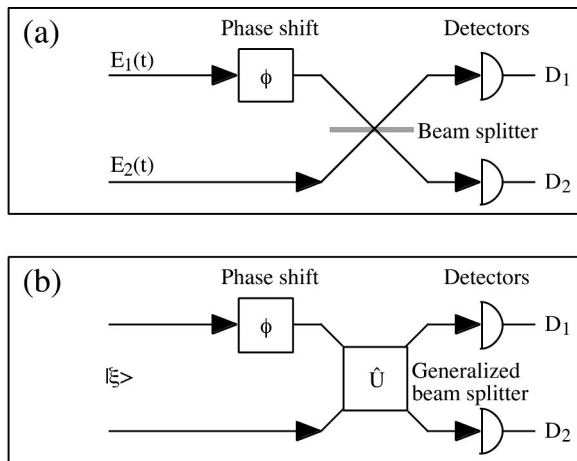 (a)
Phase shift
Detectors
E₁(t)
ϕ
D₁
Beam splitter
E₂(t)
D₂
(b)
Phase shift
Detectors
ϕ
D₁
|ξ>
Û
Generalized
beam splitter
D₂